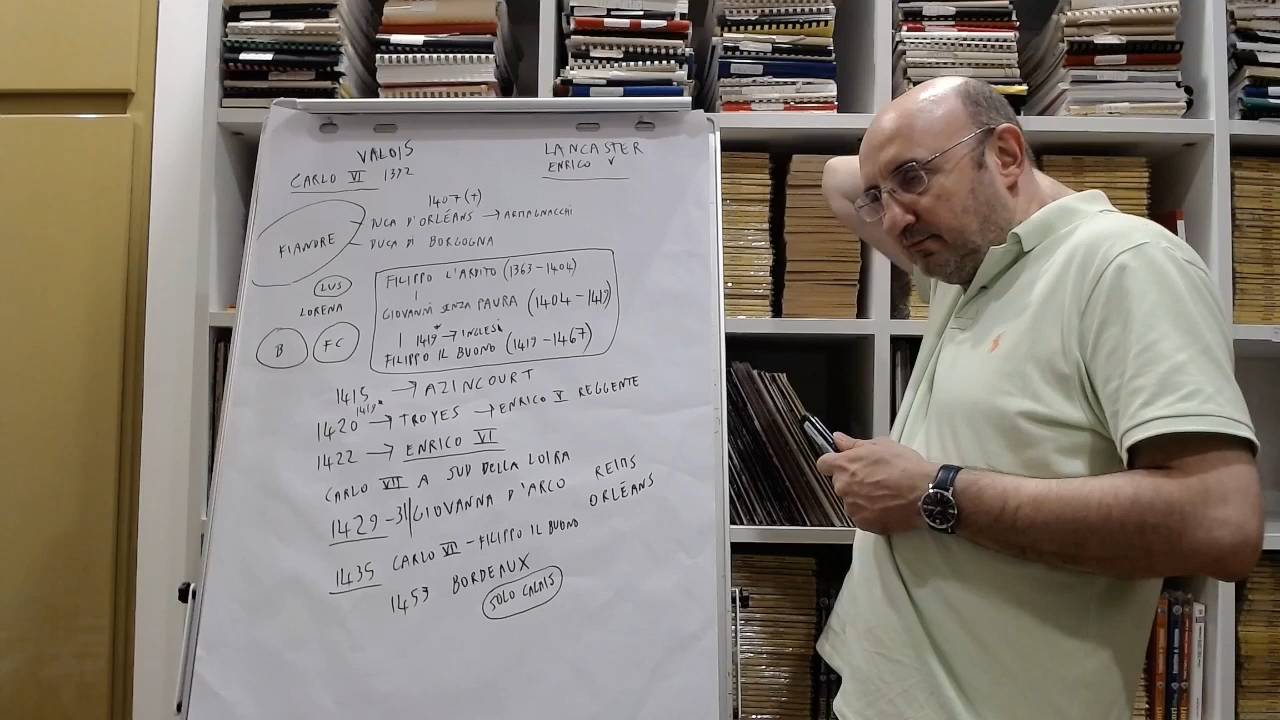 VALOIS
LANCASTER
CARLO VI 1392
ENRICO V
1407(+)
FIANDRE
DUCA D'ORLÉANS → ARMAGNACCHI
DUCA DI BORGOGNA
LUS
LORENA
B
FC
FILIPPO L'ARDITO (1363-1404)
GIOVANNI SENZA PAURA (1404-1419)
1419 → INGLESI
FILIPPO IL BUONO (1419-1467)
1415 → AZINCOURT
1419
1420 → TROYES → ENRICO V REGGENTE
1422 → ENRICO VI
CARLO VII A SUD DELLA LOIRA
1429-31 GIOVANNA D'ARCO REIMS
ORLÉANS
1435 CARLO VII - FILIPPO IL BUONO
1453 BORDEAUX
SOLO CALAIS